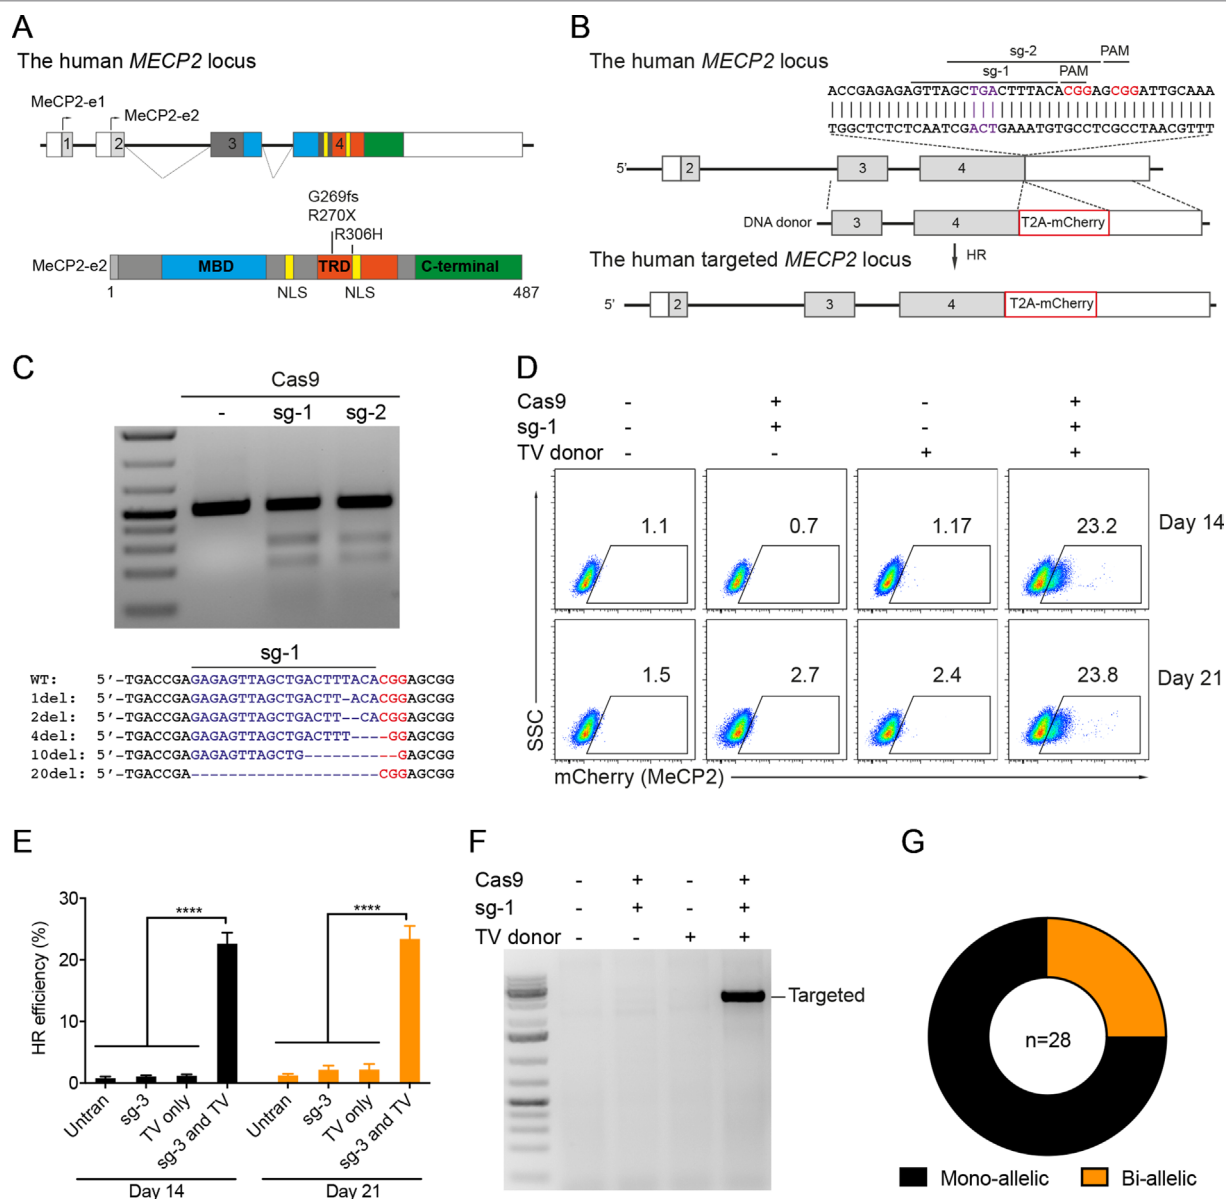 A
The human MECP2 locus
MeCP2-e1
MeCP2-e2
1
2
3
4
G269fs
R270X
R306H
MeCP2-e2
MBD
TRD
C-terminal
1
NLS
NLS
487
B
The human MECP2 locus
sg-2
PAM
sg-1
PAM
ACCGAGAGAGTTAGCTGACTTTACACGGAGCGGATTGCAAA
TGGCTCTCTCAATCGACTGAAATGTGCCTCGCCTAACGTTT
5'
2
3
4
DNA donor
3
4
T2A-mCherry
HR
The human targeted MECP2 locus
5'
2
3
4
T2A-mCherry
C
Cas9
-
sg-1
sg-2
sg-1
WT: 5'-TGACCGAGAGAGTTAGCTGACTTTACACGGAGCGG
1del: 5'-TGACCGAGAGAGTTAGCTGACTT-ACACGGAGCGG
2del: 5'-TGACCGAGAGAGTTAGCTGACTT--CACGGAGCGG
4del: 5'-TGACCGAGAGAGTTAGCTGACTTT-----GGAGCGG
10del: 5'-TGACCGAGAGAGTTAGCTG-----------GAGCGG
20del: 5'-TGACCGA--------------------CGGAGCGG
D
Cas9 - + - +
sg-1 - + - +
TV donor - - + +
1.1 0.7 1.17 23.2
Day 14
1.5 2.7 2.4 23.8
Day 21
SSC
mCherry (MeCP2)
E
HR efficiency (%)
30
20
10
0
****
****
Untran
sg-3
TV only
sg-3 and TV
Untran
sg-3
TV only
sg-3 and TV
Day 14
Day 21
F
Cas9 - + - +
sg-1 - + - +
TV donor - - + +
Targeted
G
n=28
Mono-allelic
Bi-allelic